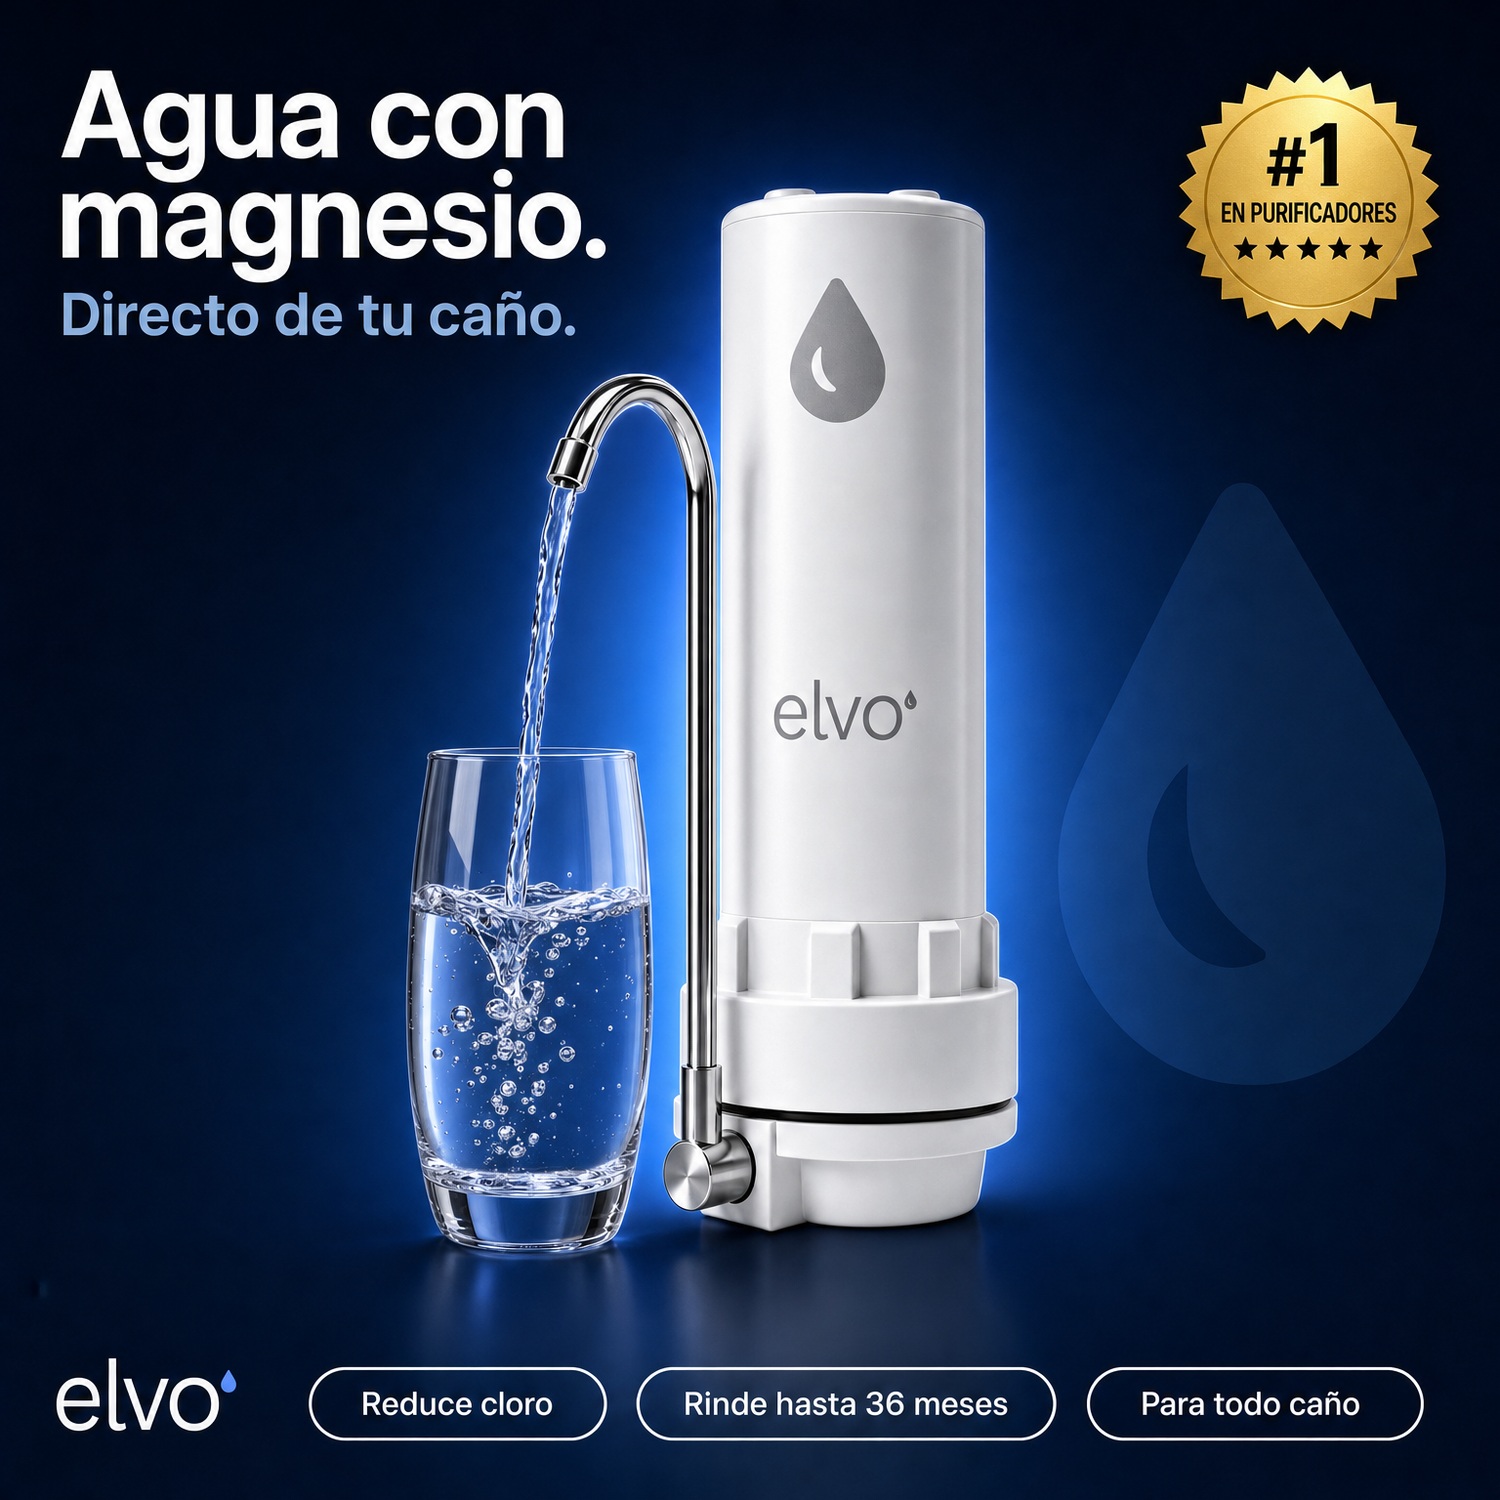 Agua con
magnesio.
Directo de tu caño.
#1
EN PURIFICADORES
elvo
elvo
Reduce cloro
Rinde hasta 36 meses
Para todo caño